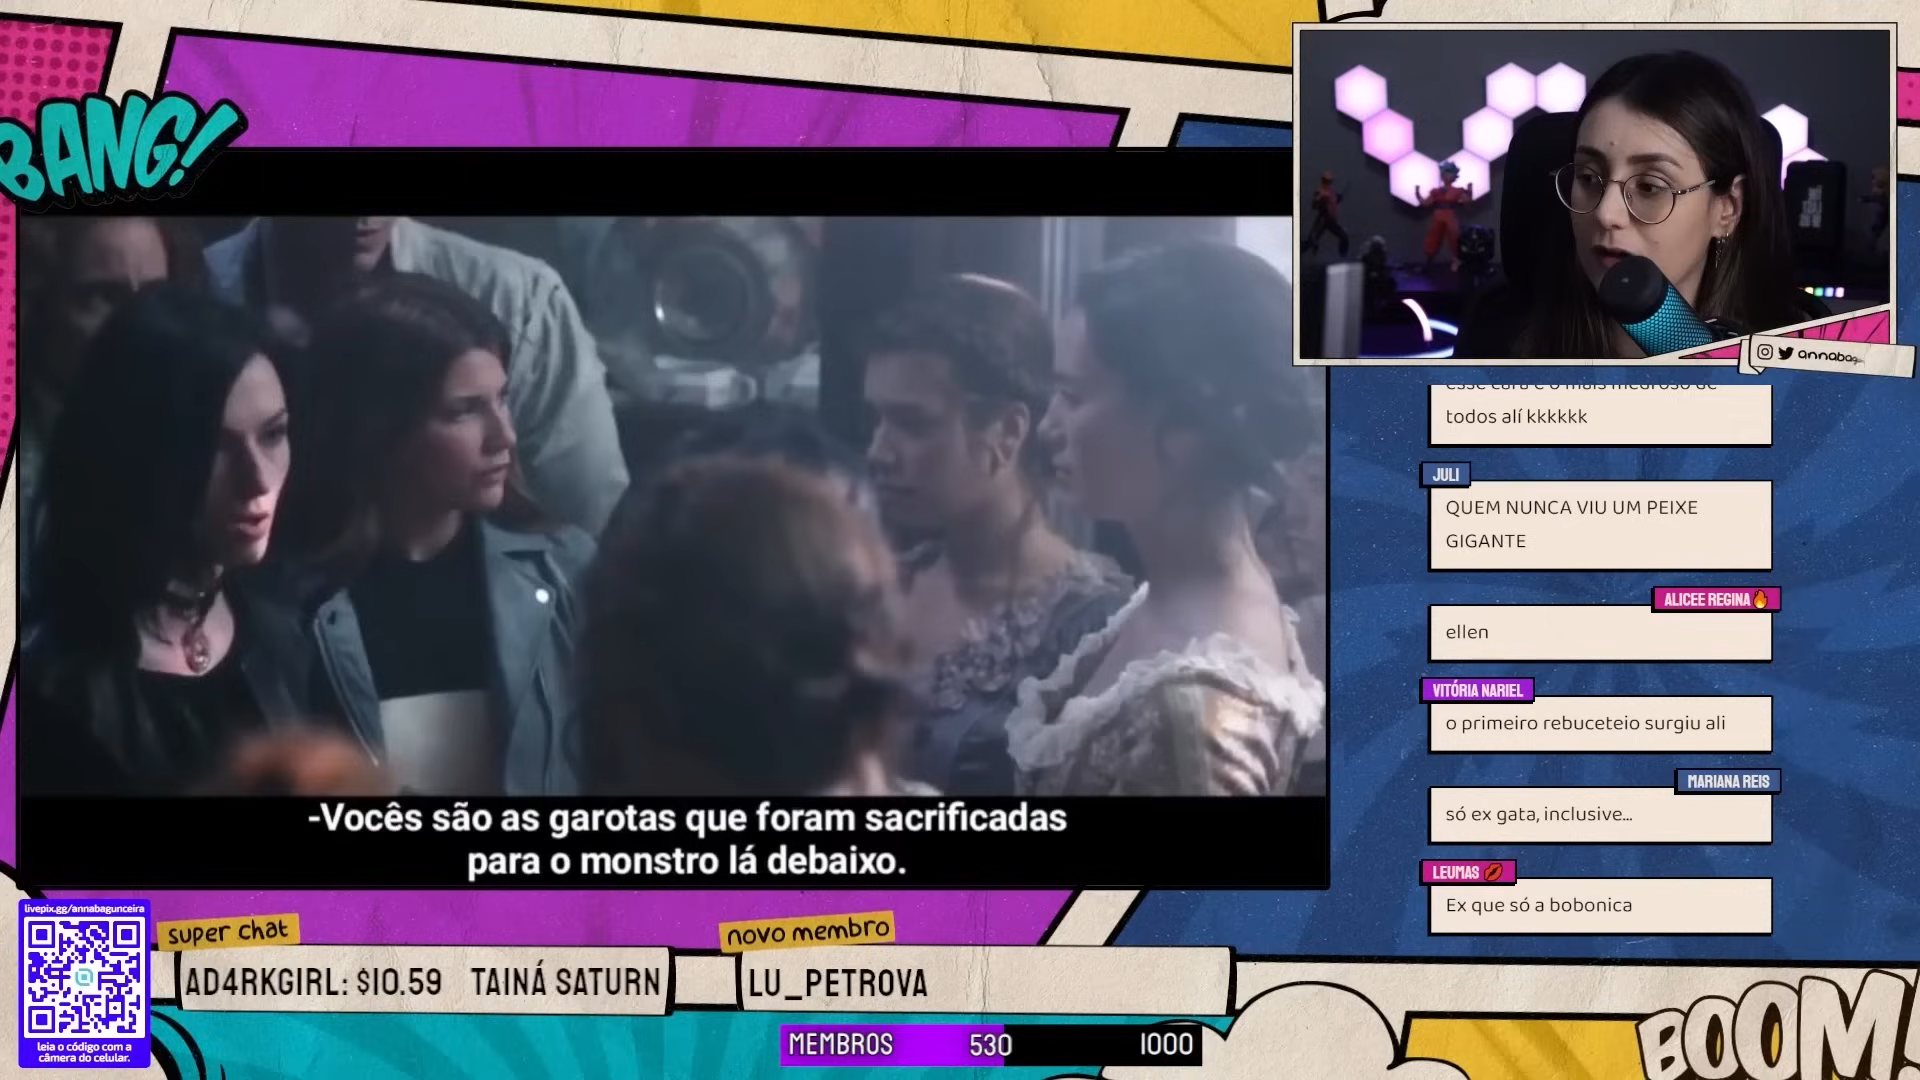 BANG!
-Vocês são as garotas que foram sacrificadas
para o monstro lá debaixo.
todos alí kkkkkk
JULI
QUEM NUNCA VIU UM PEIXE
GIGANTE
ALICEE REGINA🔥
ellen
VITÓRIA NARIEL
o primeiro rebuceteio surgiu ali
MARIANA REIS
só ex gata, inclusive...
LEUMAS 💋
Ex que só a bobonica
livepix.gg/annabagunceira
leia o código com a
câmera do celular.
super chat
AD4RKGIRL: $10.59 TAINÁ SATURN
novo membro
LU_PETROVA
MEMBROS 530 1000
BOOM!